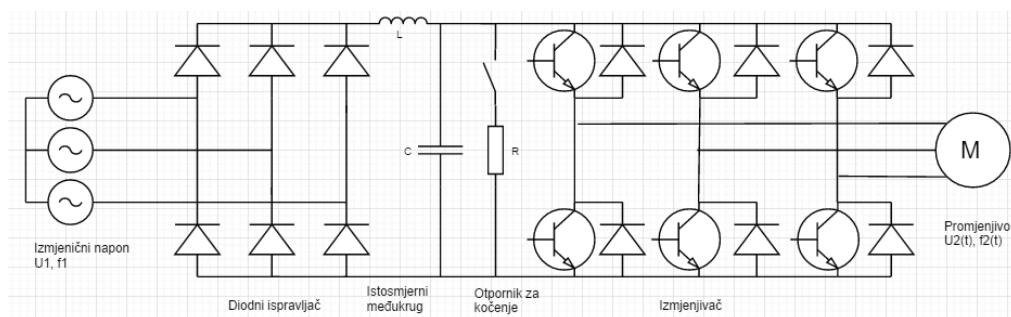 L
C
R
M
Izmjenični napon
U1, f1
Diodni ispravljač
Istosmjerni
međukrug
Otpornik za
kočenje
Izmjenjivač
Promjenjivo
U2(t), f2(t)